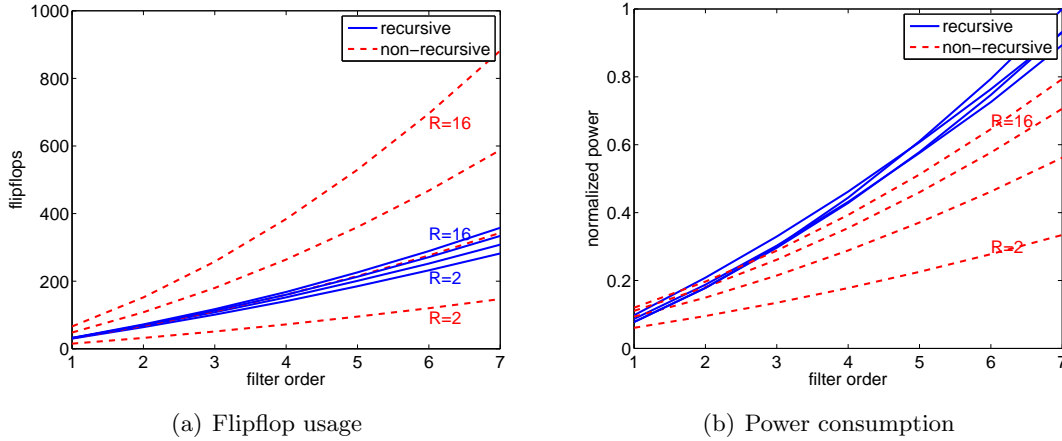 1000
800
600
400
200
0
flipflops
recursive
non−recursive
R=16
R=16
R=2
R=2
1 2 3 4 5 6 7
filter order
(a) Flipflop usage
1
0.8
0.6
0.4
0.2
0
normalized power
recursive
non−recursive
R=16
R=2
1 2 3 4 5 6 7
filter order
(b) Power consumption